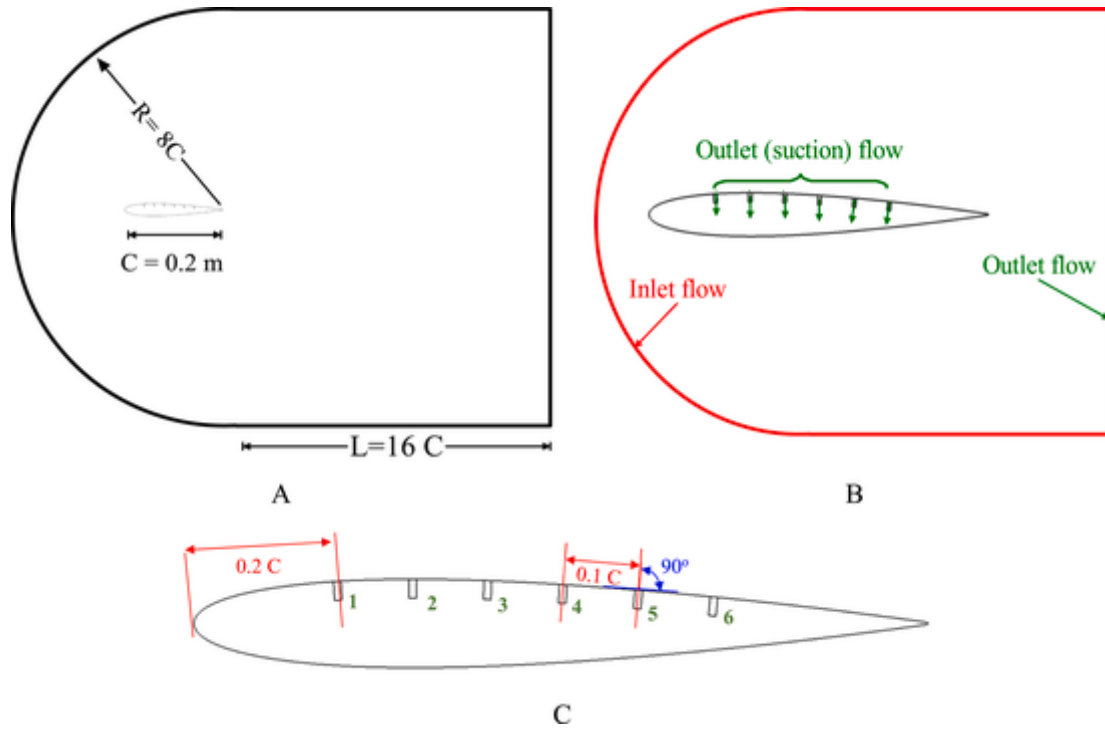 R= 8C
C = 0.2 m
L=16 C
A
Outlet (suction) flow
Outlet flow
Inlet flow
B
0.2 C
0.1 C
90º
1
2
3
4
5
6
C